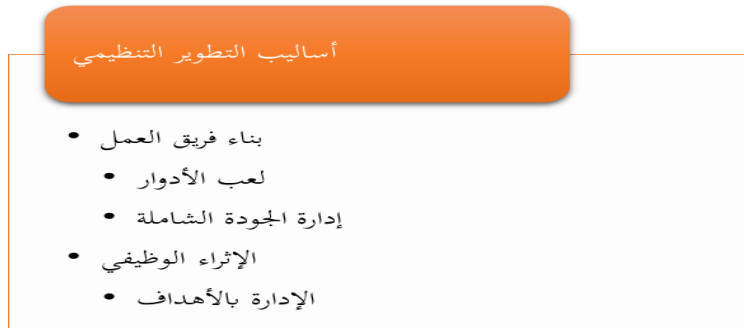 أساليب التطوير التنظيمي
بناء فريق العمل
لعب الأدوار
إدارة الجودة الشاملة
الإثراء الوظيفي
الإدارة بالأهداف